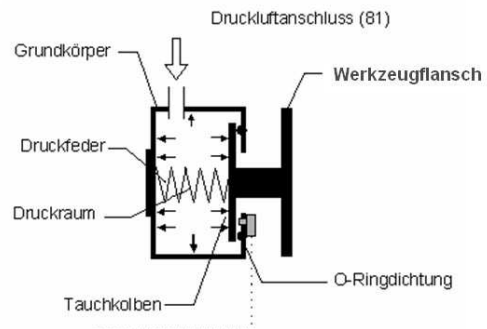 Druckluftanschluss (81)
Grundkörper
Werkzeugflansch
Druckfeder
Druckraum
O-Ringdichtung
Tauchkolben